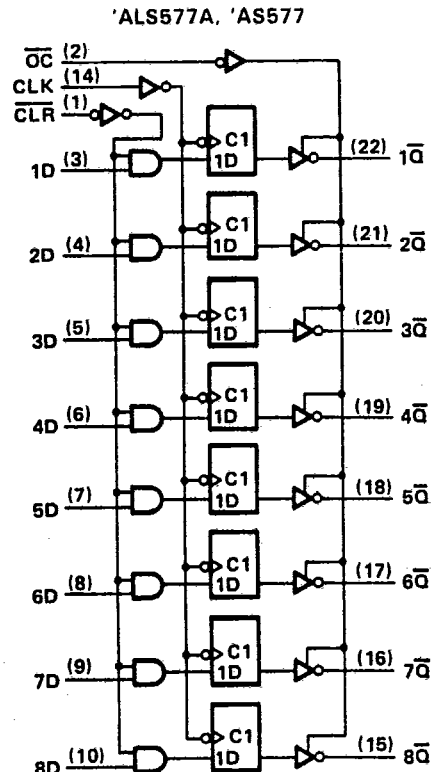 'ALS577A, 'AS577
O̅C̅ (2)
CLK (14)
C̅L̅R̅ (1)
C1
1D (3) 1D (22) 1Q̅
C1
2D (4) 1D (21) 2Q̅
C1
3D (5) 1D (20) 3Q̅
C1
4D (6) 1D (19) 4Q̅
C1
5D (7) 1D (18) 5Q̅
C1
6D (8) 1D (17) 6Q̅
C1
7D (9) 1D (16) 7Q̅
C1
8D (10) 1D (15) 8Q̅